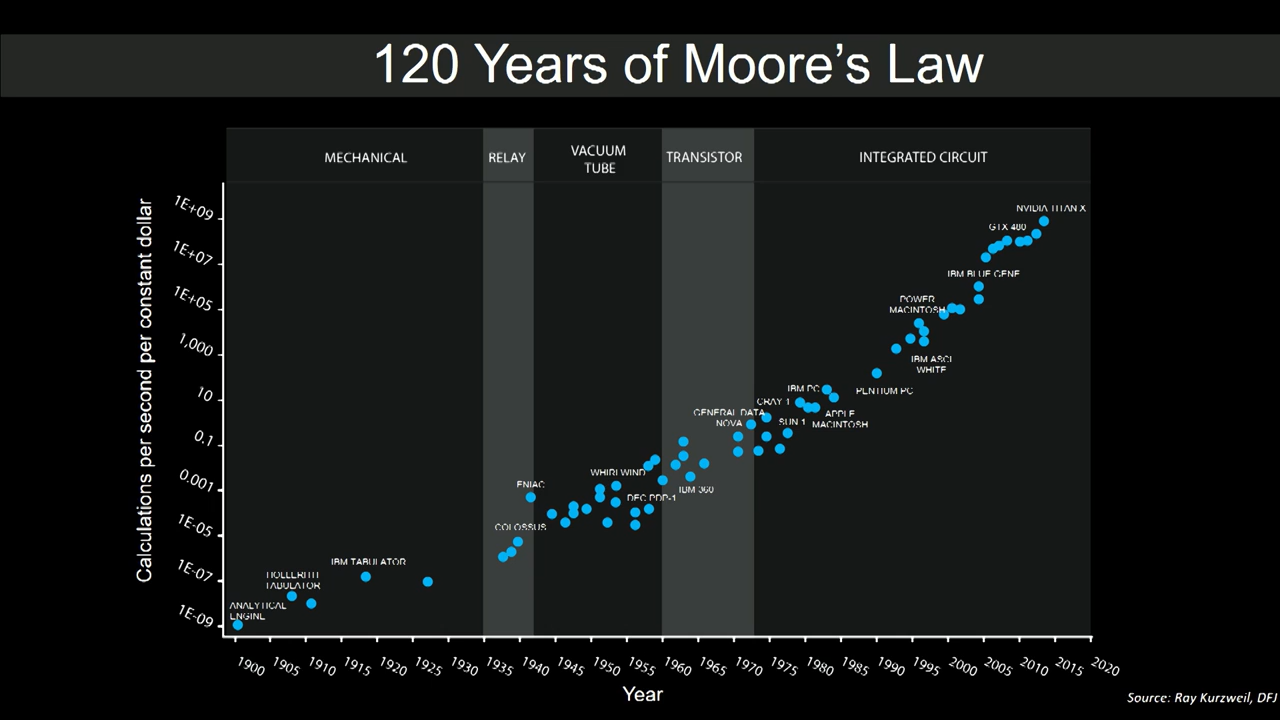 120 Years of Moore's Law
MECHANICAL
RELAY
VACUUM
TUBE
TRANSISTOR
INTEGRATED CIRCUIT
Calculations per second per constant dollar
1E+09
1E+07
1E+05
1,000
10
0.1
0.001
1E-05
1E-07
1E-09
NVIDIA TITAN X
GTX 480
IBM BLUE GENE
POWER
MACINTOSH
IBM ASCI
WHITE
PENTIUM PC
IBM PC
CRAY 1
APPLE
MACINTOSH
GENERAL DATA
NOVA
SUN 1
WHIRLWIND
IBM 360
ENIAC
DEC PDP-1
COLOSSUS
IBM TABULATOR
HOLLERITH
TABULATOR
ANALYTICAL
ENGINE
1900 1905 1910 1915 1920 1925 1930 1935 1940 1945 1950 1955 1960 1965 1970 1975 1980 1985 1990 1995 2000 2005 2010 2015 2020
Year
Source: Ray Kurzweil, DFJ